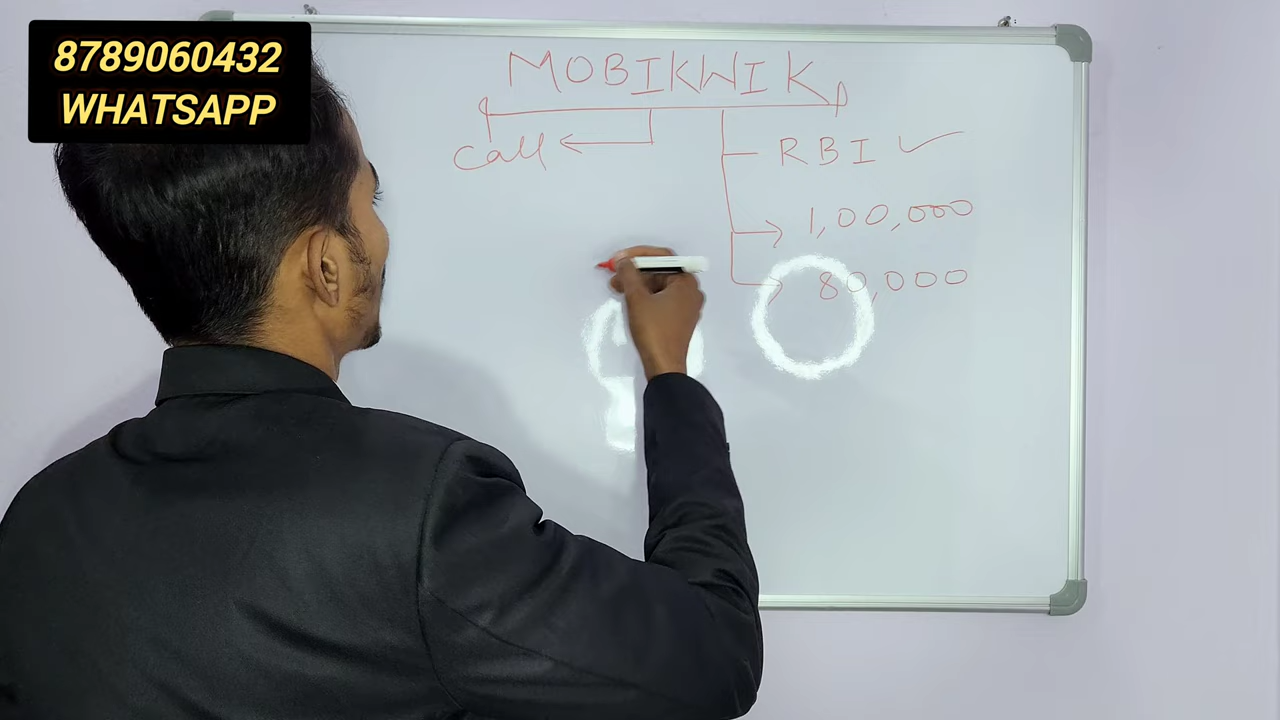 8789060432
WHATSAPP
MOBIKWIK
Call
RBI
1,00,000
80,000